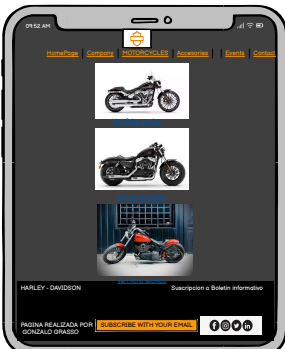 09:52 AM
HomePage Company MOTORCYCLES Accesories Events Contact
HARLEY - DAVIDSON
Suscripcion a Boletin informativo
PAGINA REALIZADA POR
GONZALO GRASSO
SUBSCRIBE WITH YOUR EMAIL